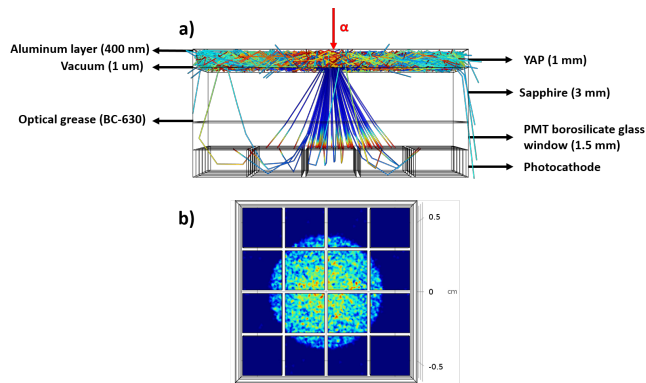 a)
α
Aluminum layer (400 nm)
Vacuum (1 um)
Optical grease (BC-630)
YAP (1 mm)
Sapphire (3 mm)
PMT borosilicate glass
window (1.5 mm)
Photocathode
b)
0.5
0
cm
-0.5